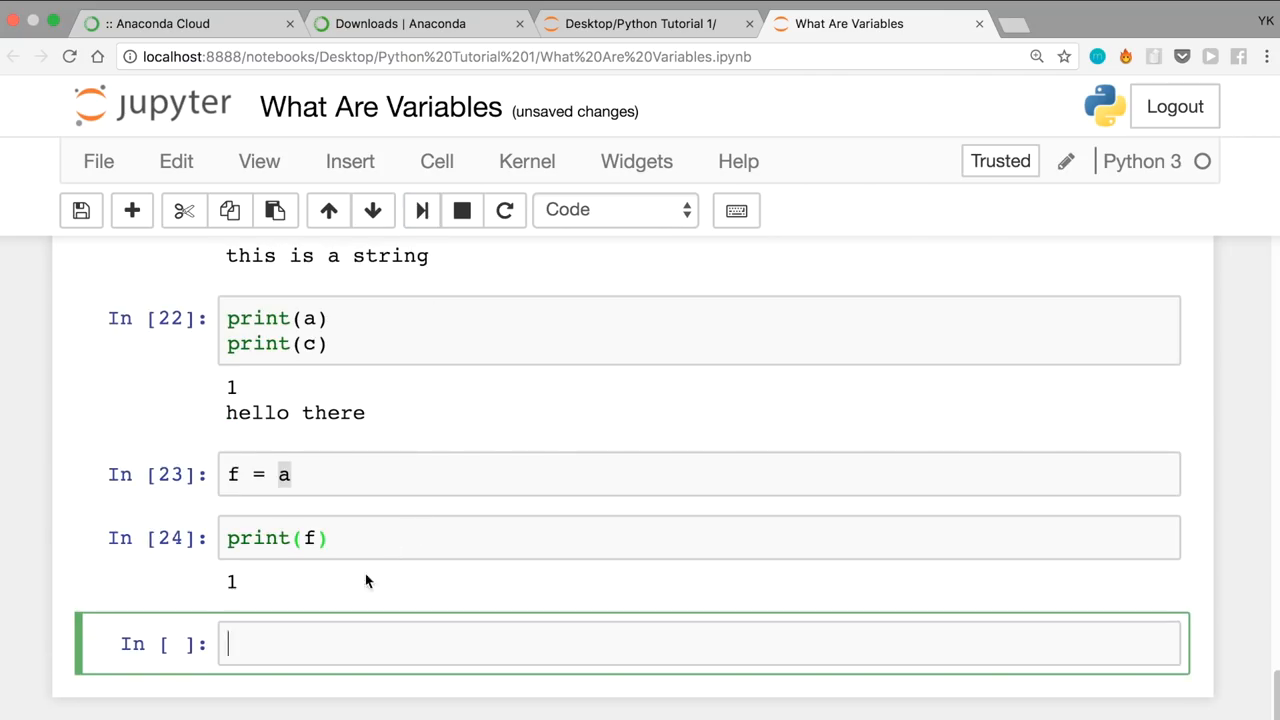 :: Anaconda Cloud
Downloads | Anaconda
Desktop/Python Tutorial 1/
What Are Variables
YK
localhost:8888/notebooks/Desktop/Python%20Tutorial%201/What%20Are%20Variables.ipynb
jupyter What Are Variables (unsaved changes)
Logout
File Edit View Insert Cell Kernel Widgets Help Trusted Python 3
Code
this is a string
In [22]: print(a)
print(c)
1
hello there
In [23]: f = a
In [24]: print(f)
1
In [ ]: